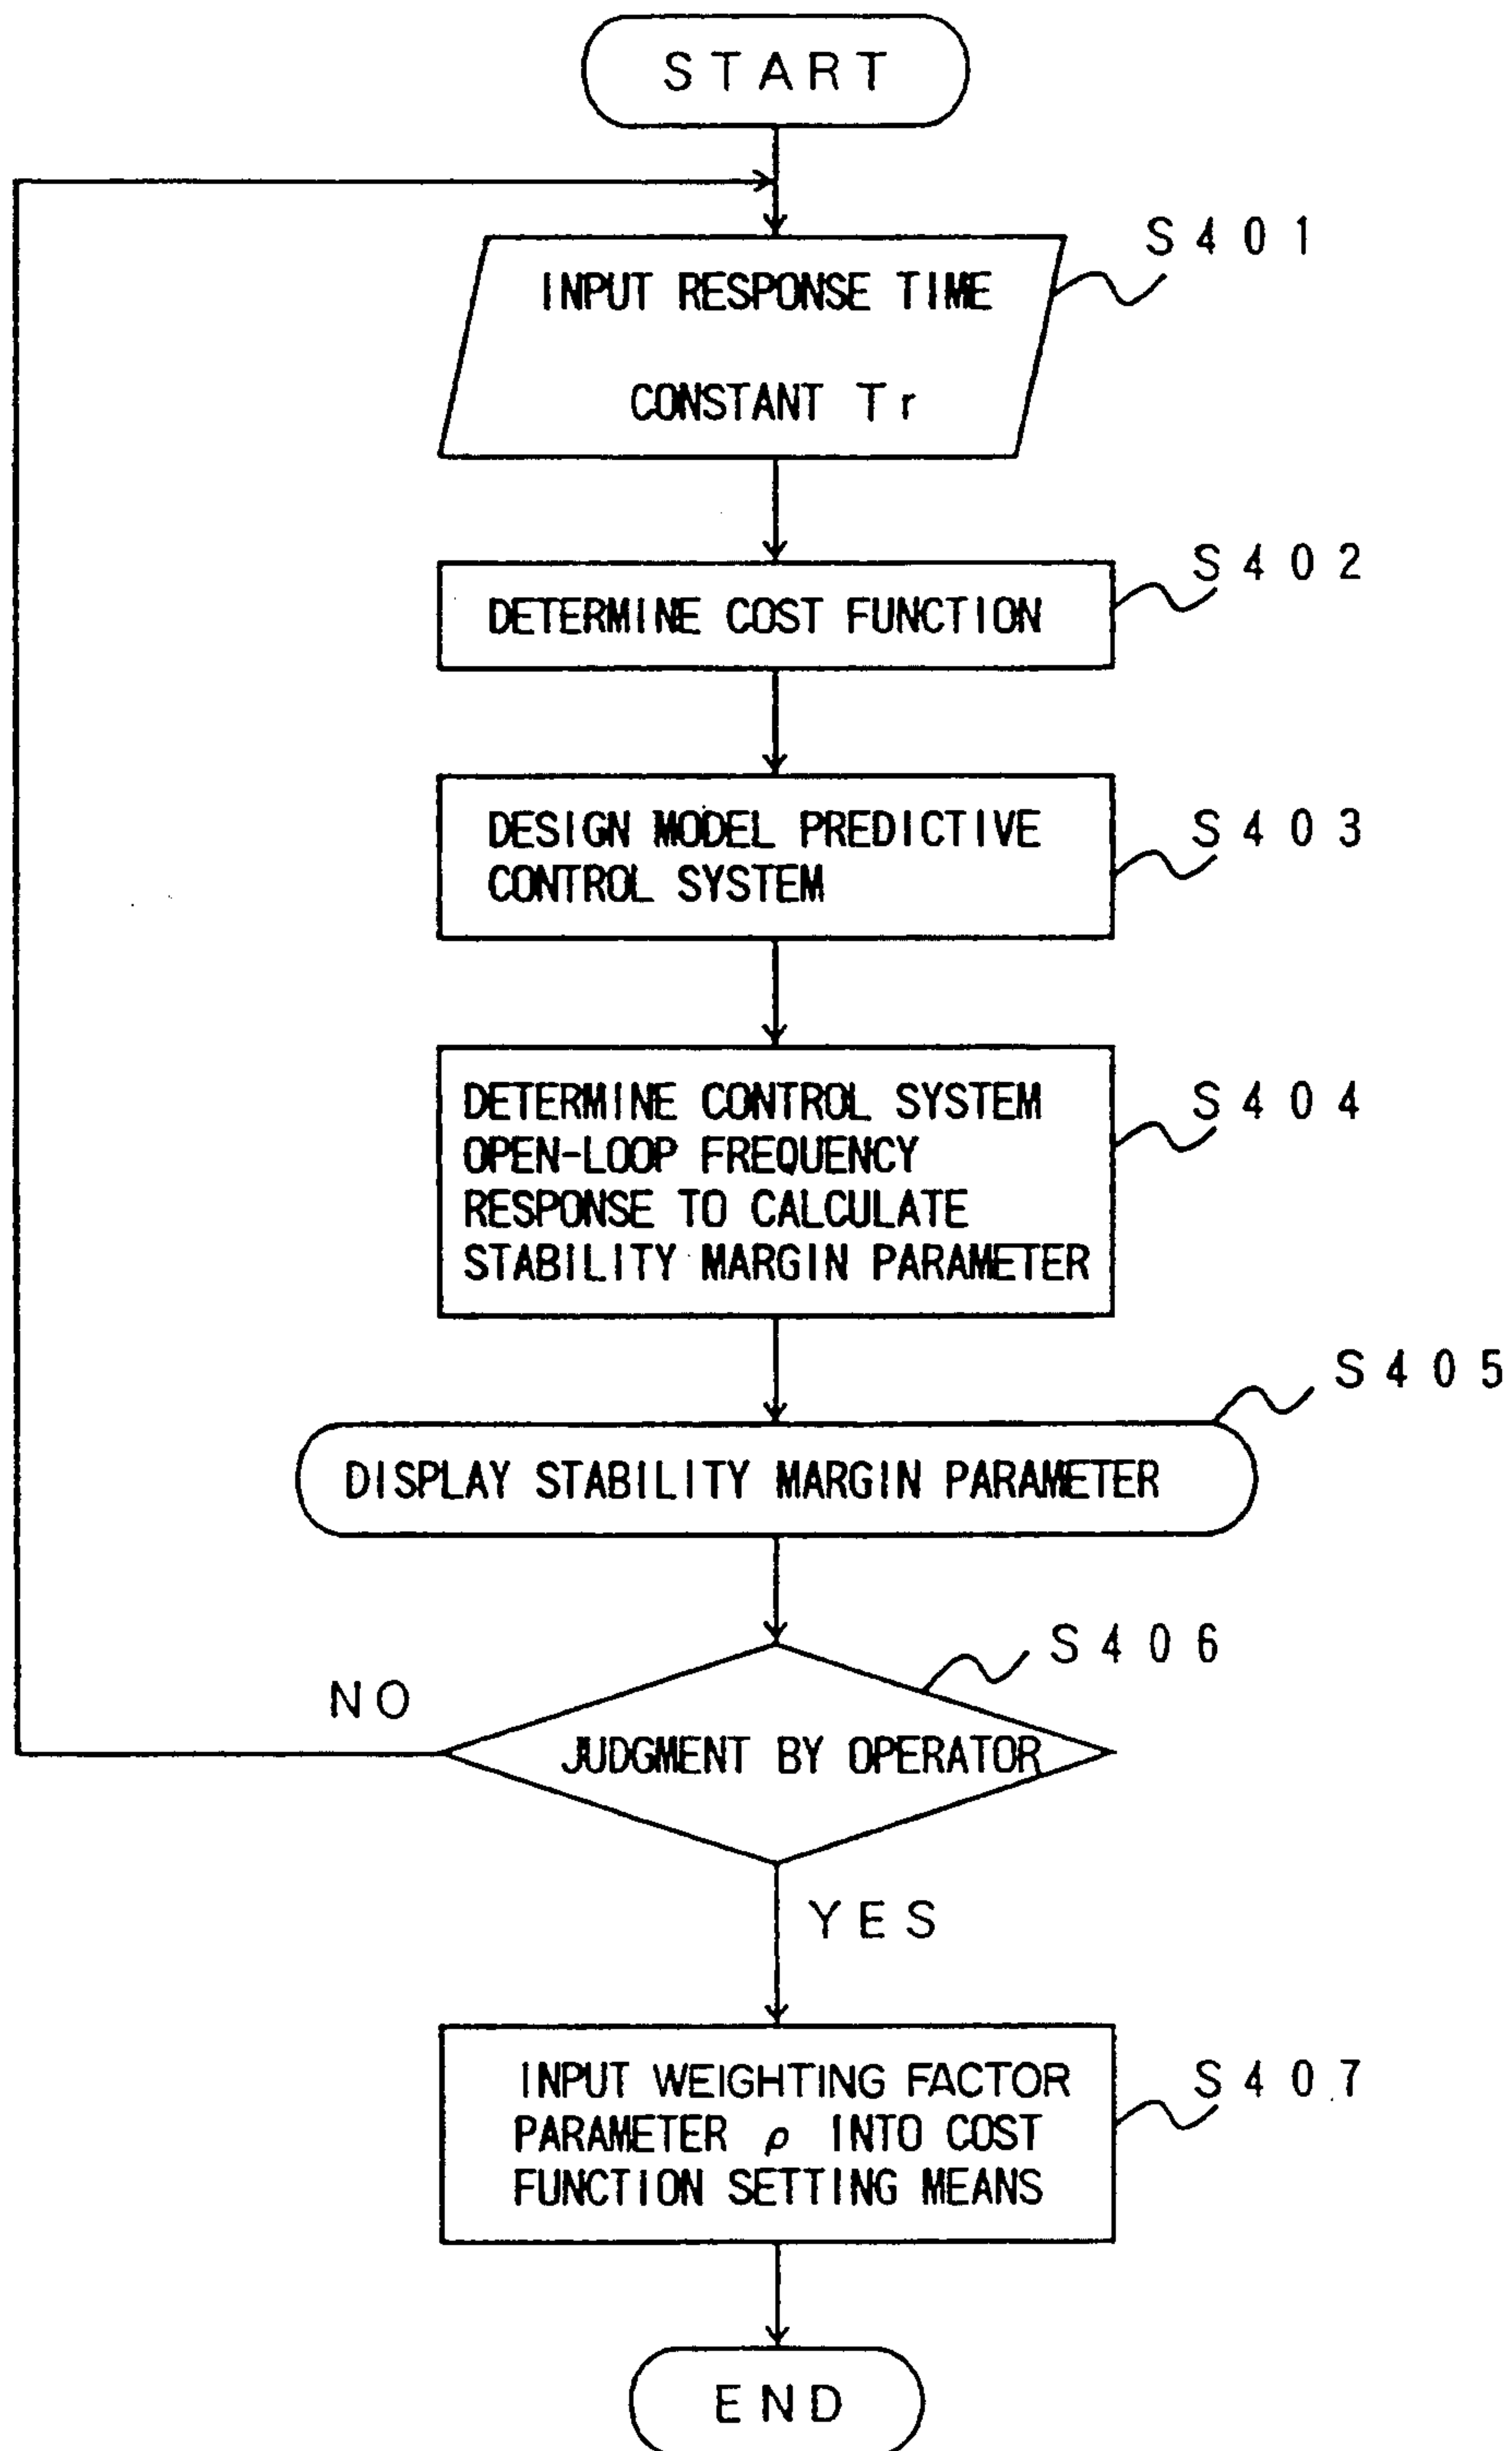 START
S401
INPUT RESPONSE TIME
CONSTANT Tr
S402
DETERMINE COST FUNCTION
S403
DESIGN MODEL PREDICTIVE
CONTROL SYSTEM
S404
DETERMINE CONTROL SYSTEM
OPEN-LOOP FREQUENCY
RESPONSE TO CALCULATE
STABILITY MARGIN PARAMETER
S405
DISPLAY STABILITY MARGIN PARAMETER
S406
NO
JUDGMENT BY OPERATOR
YES
S407
INPUT WEIGHTING FACTOR
PARAMETER ρ INTO COST
FUNCTION SETTING MEANS
END